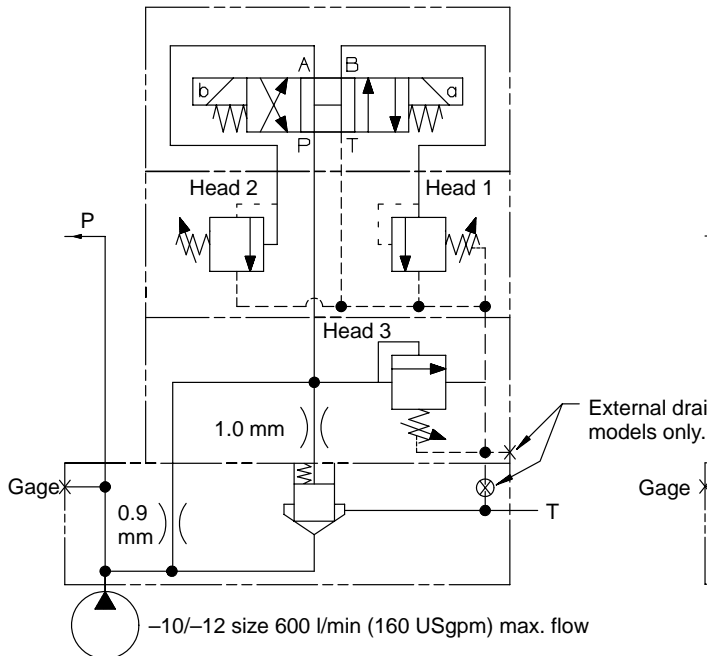 A B
b a
P T
Head 2 Head 1
P
Head 3
1.0 mm
External drai
models only.
Gage
0.9
mm
T
Gage
–10/–12 size 600 l/min (160 USgpm) max. flow